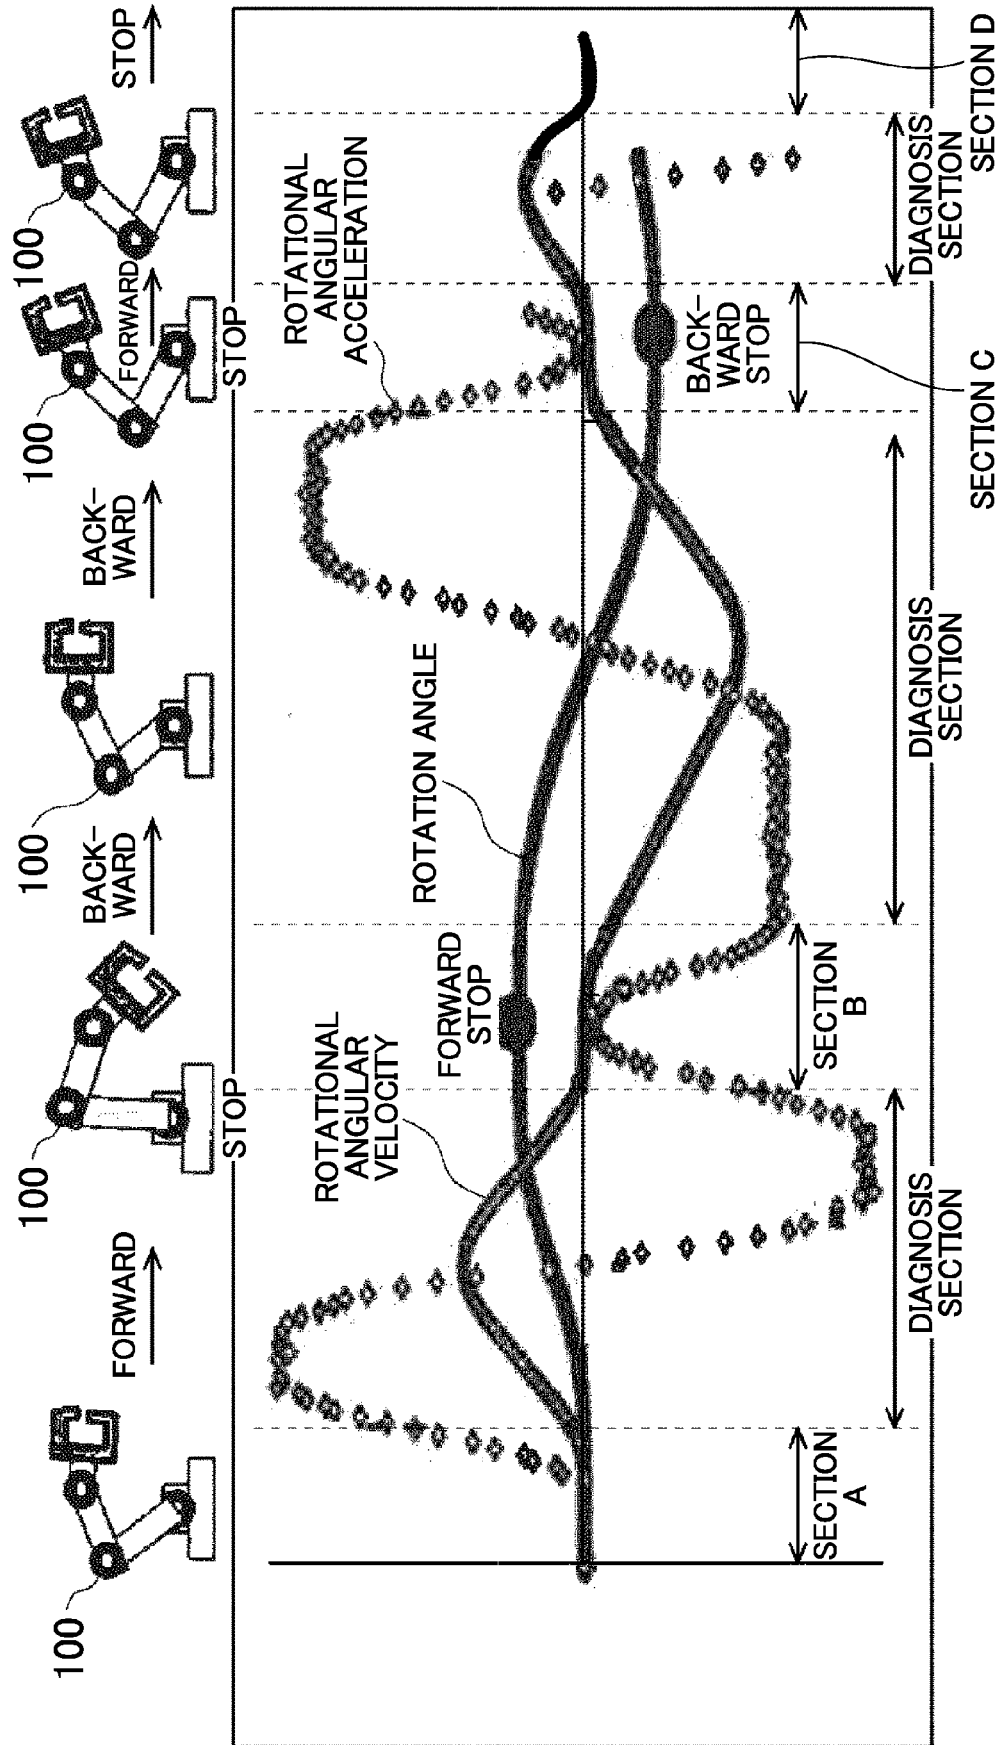 100
FORWARD
100
STOP
BACK–
WARD
100
BACK–
WARD
100
FORWARD
STOP
100
STOP
ROTATIONAL
ANGULAR
VELOCITY
FORWARD
STOP
ROTATION ANGLE
ROTATIONAL
ANGULAR
ACCELERATION
BACK–
WARD
STOP
SECTION
A
DIAGNOSIS
SECTION
SECTION
B
DIAGNOSIS
SECTION
SECTION C
DIAGNOSIS
SECTION
SECTION D